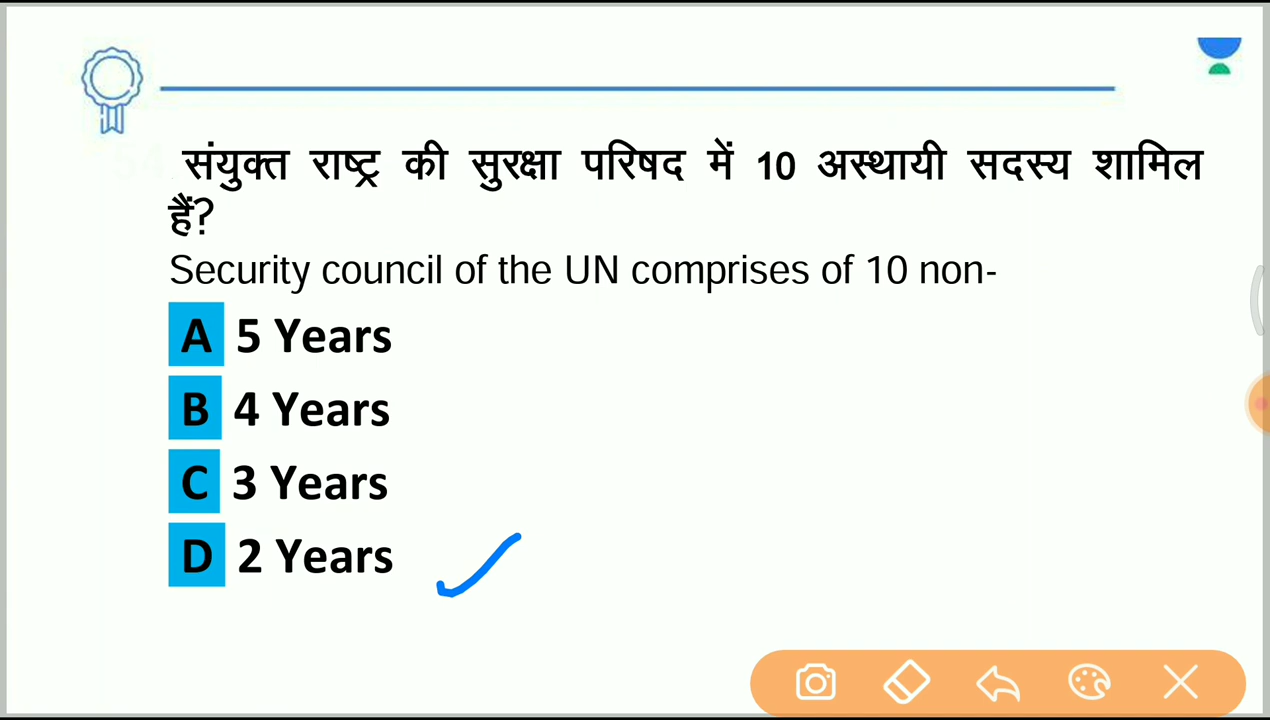 संयुक्त राष्ट्र की सुरक्षा परिषद में 10 अस्थायी सदस्य शामिल
हैं?
Security council of the UN comprises of 10 non-
A 5 Years
B 4 Years
C 3 Years
D 2 Years